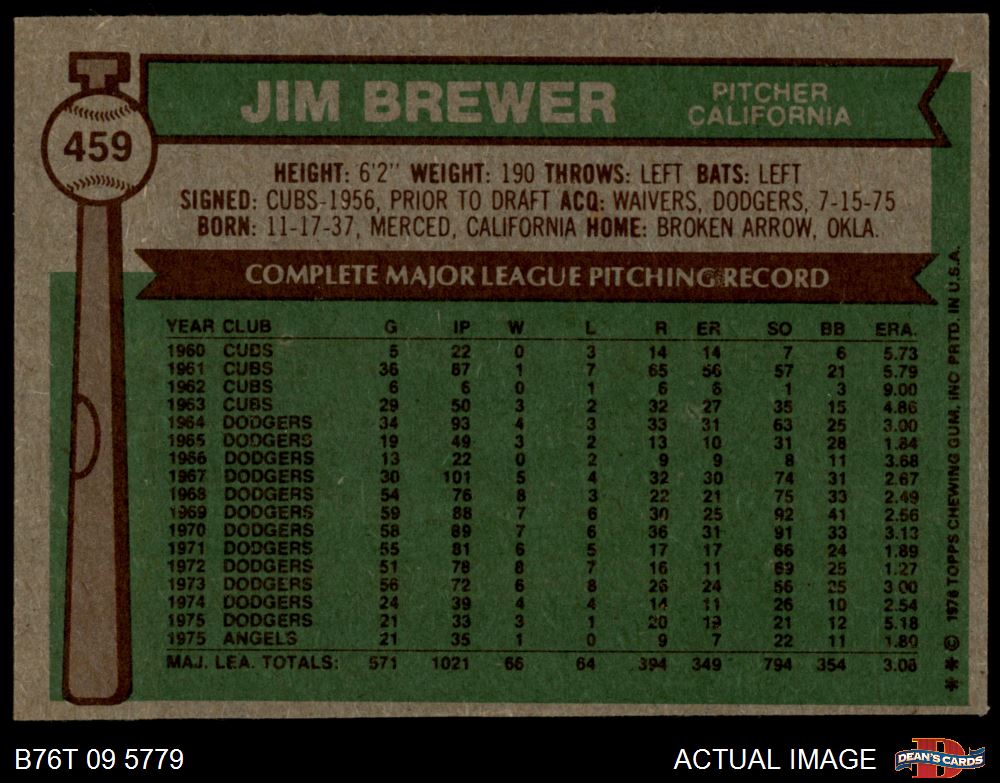 459
JIM BREWER
PITCHER
CALIFORNIA
HEIGHT: 6'2" WEIGHT: 190 THROWS: LEFT BATS: LEFT
SIGNED: CUBS-1956, PRIOR TO DRAFT ACQ: WAIVERS, DODGERS, 7-15-75
BORN: 11-17-37, MERCED, CALIFORNIA HOME: BROKEN ARROW, OKLA.
COMPLETE MAJOR LEAGUE PITCHING RECORD
YEAR CLUB G IP W L R ER SO BB ERA.
1960 CUBS 5 22 0 3 14 14 7 6 5.73
1961 CUBS 36 87 1 7 65 56 57 21 5.79
1962 CUBS 6 6 0 1 6 6 1 3 9.00
1963 CUBS 29 50 3 2 32 27 35 15 4.86
1964 DODGERS 34 93 4 3 33 31 63 25 3.00
1965 DODGERS 19 49 3 2 13 10 31 28 1.84
1966 DODGERS 13 22 0 2 9 9 8 11 3.68
1967 DODGERS 30 101 5 4 32 30 74 31 2.67
1968 DODGERS 54 76 8 3 22 21 75 33 2.49
1969 DODGERS 59 88 7 6 30 25 92 41 2.56
1970 DODGERS 58 89 7 6 36 31 91 33 3.13
1971 DODGERS 55 81 6 5 17 17 66 24 1.89
1972 DODGERS 51 78 8 7 16 11 69 25 1.27
1973 DODGERS 56 72 6 8 26 24 56 25 3.00
1974 DODGERS 24 39 4 4 14 11 26 10 2.54
1975 DODGERS 21 33 3 1 20 19 21 12 5.18
1975 ANGELS 21 35 1 0 9 7 22 11 1.80
MAJ. LEA. TOTALS: 571 1021 66 64 394 349 794 354 3.08
** © 1976 TOPPS CHEWING GUM, INC PRTD. IN U.S.A.
B76T 09 5779
ACTUAL IMAGE
DEAN'S CARDS